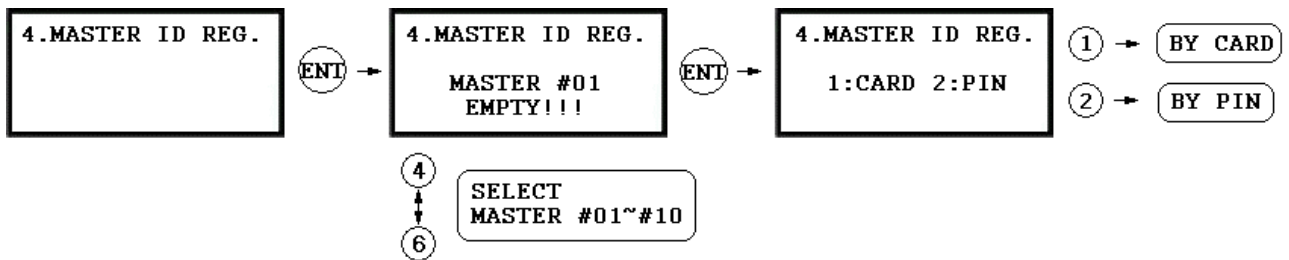 4.MASTER ID REG.
ENT
4.MASTER ID REG.
MASTER #01
EMPTY!!!
ENT
4.MASTER ID REG.
1:CARD 2:PIN
1
BY CARD
2
BY PIN
4
6
SELECT
MASTER #01~#10